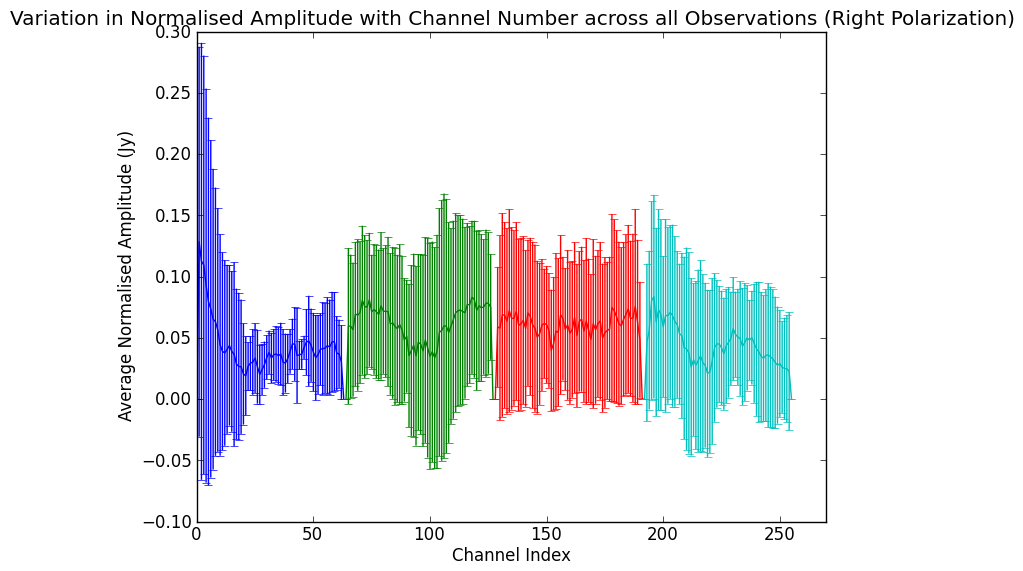 Variation in Normalised Amplitude with Channel Number across all Observations (Right Polarization)
0.30
0.25
0.20
0.15
0.10
0.05
0.00
−0.05
−0.10
Average Normalised Amplitude (Jy)
0 50 100 150 200 250
Channel Index